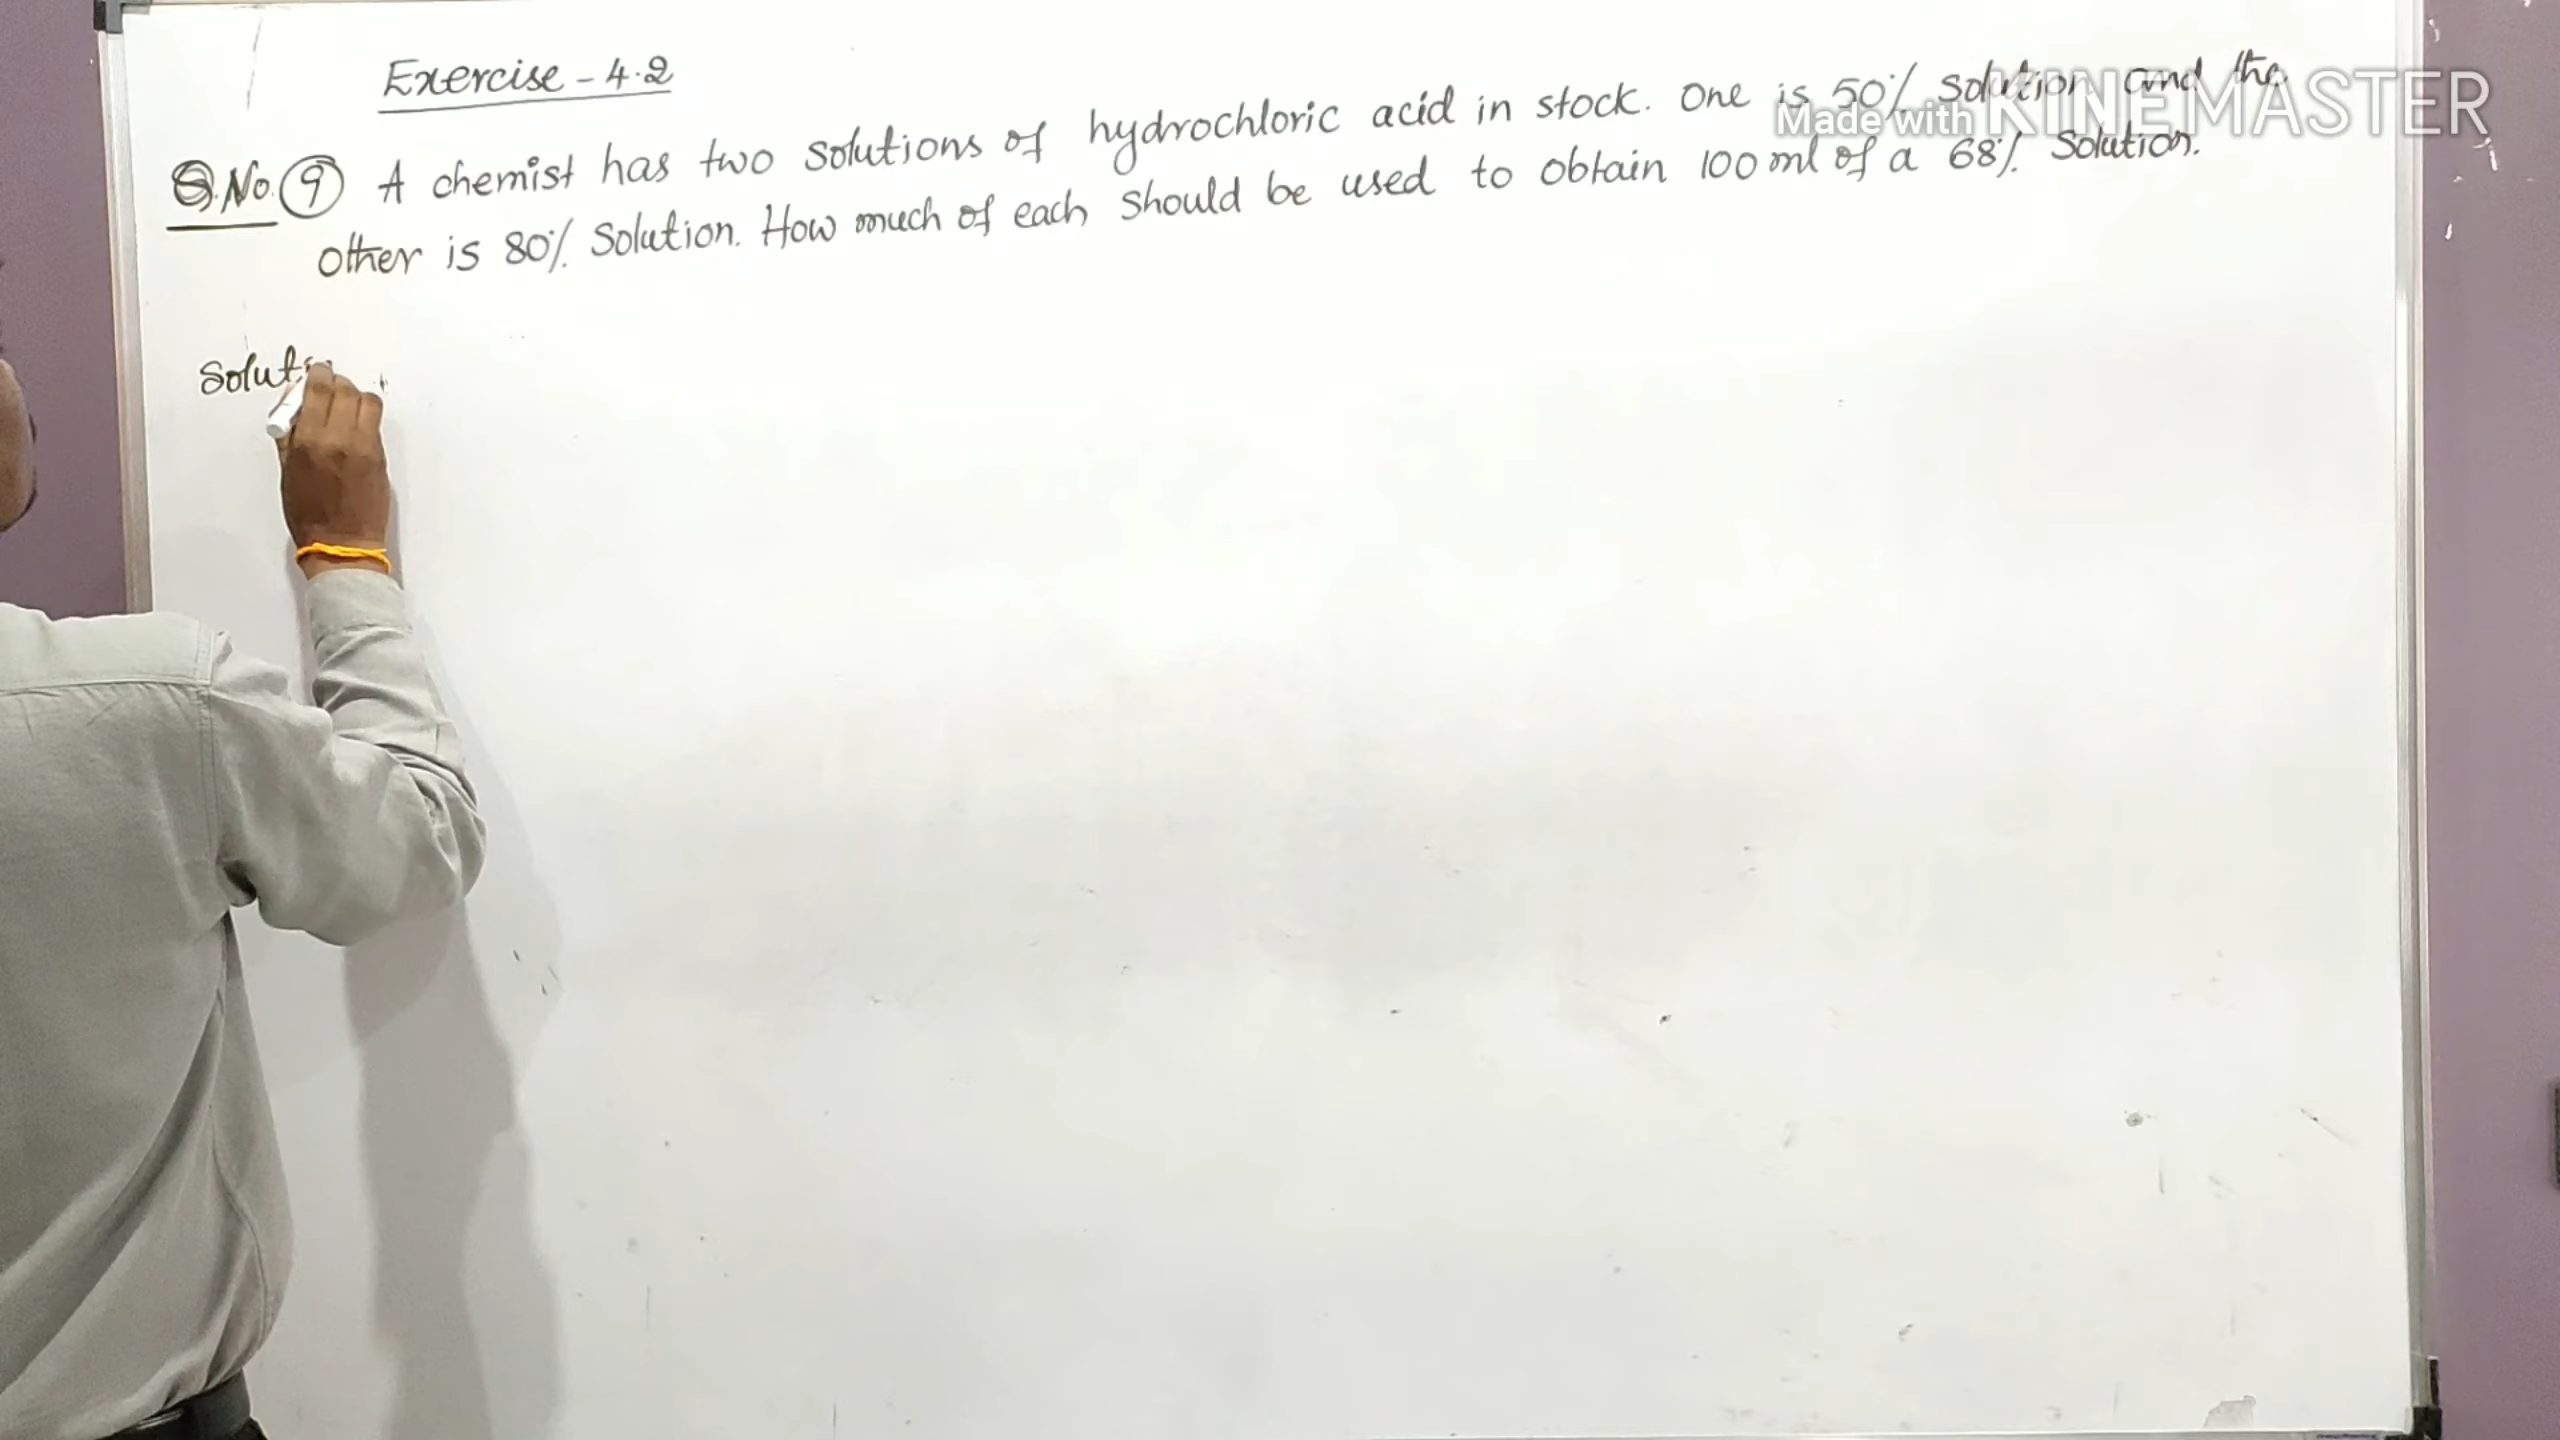 Exercise - 4.2
Q.No. 9 A chemist has two solutions of hydrochloric acid in stock. One is 50% solution and the
other is 80% solution. How much of each should be used to obtain 100 ml of a 68% solution.
Soluti
Made with KINEMASTER